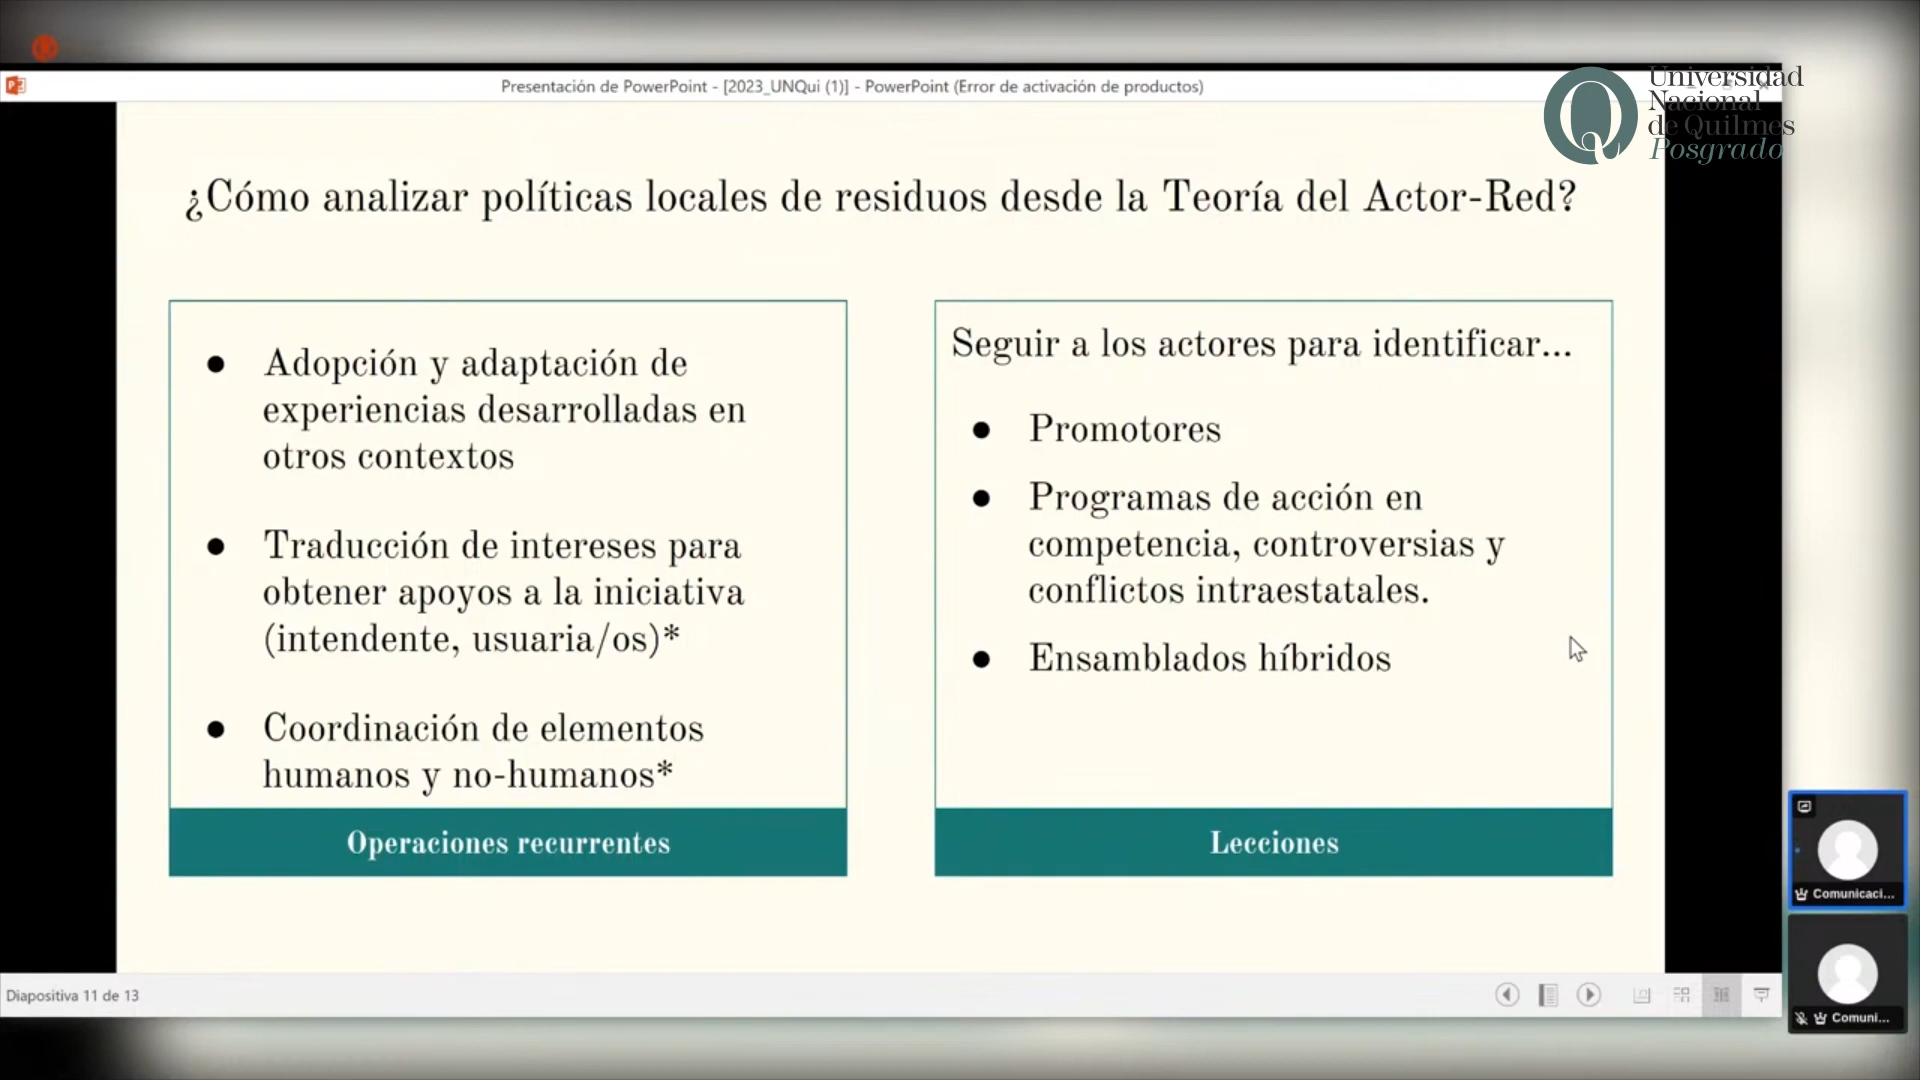 Presentación de PowerPoint - [2023_UNQui (1)] - PowerPoint (Error de activación de productos)
Universidad
Nacional
de Quilmes
Posgrado
¿Cómo analizar políticas locales de residuos desde la Teoría del Actor-Red?
● Adopción y adaptación de
experiencias desarrolladas en
otros contextos
● Traducción de intereses para
obtener apoyos a la iniciativa
(intendente, usuaria/os)*
● Coordinación de elementos
humanos y no-humanos*
Operaciones recurrentes
Seguir a los actores para identificar...
● Promotores
● Programas de acción en
competencia, controversias y
conflictos intraestatales.
● Ensamblados híbridos
Lecciones
Comunicaci...
Comuni...
Diapositiva 11 de 13